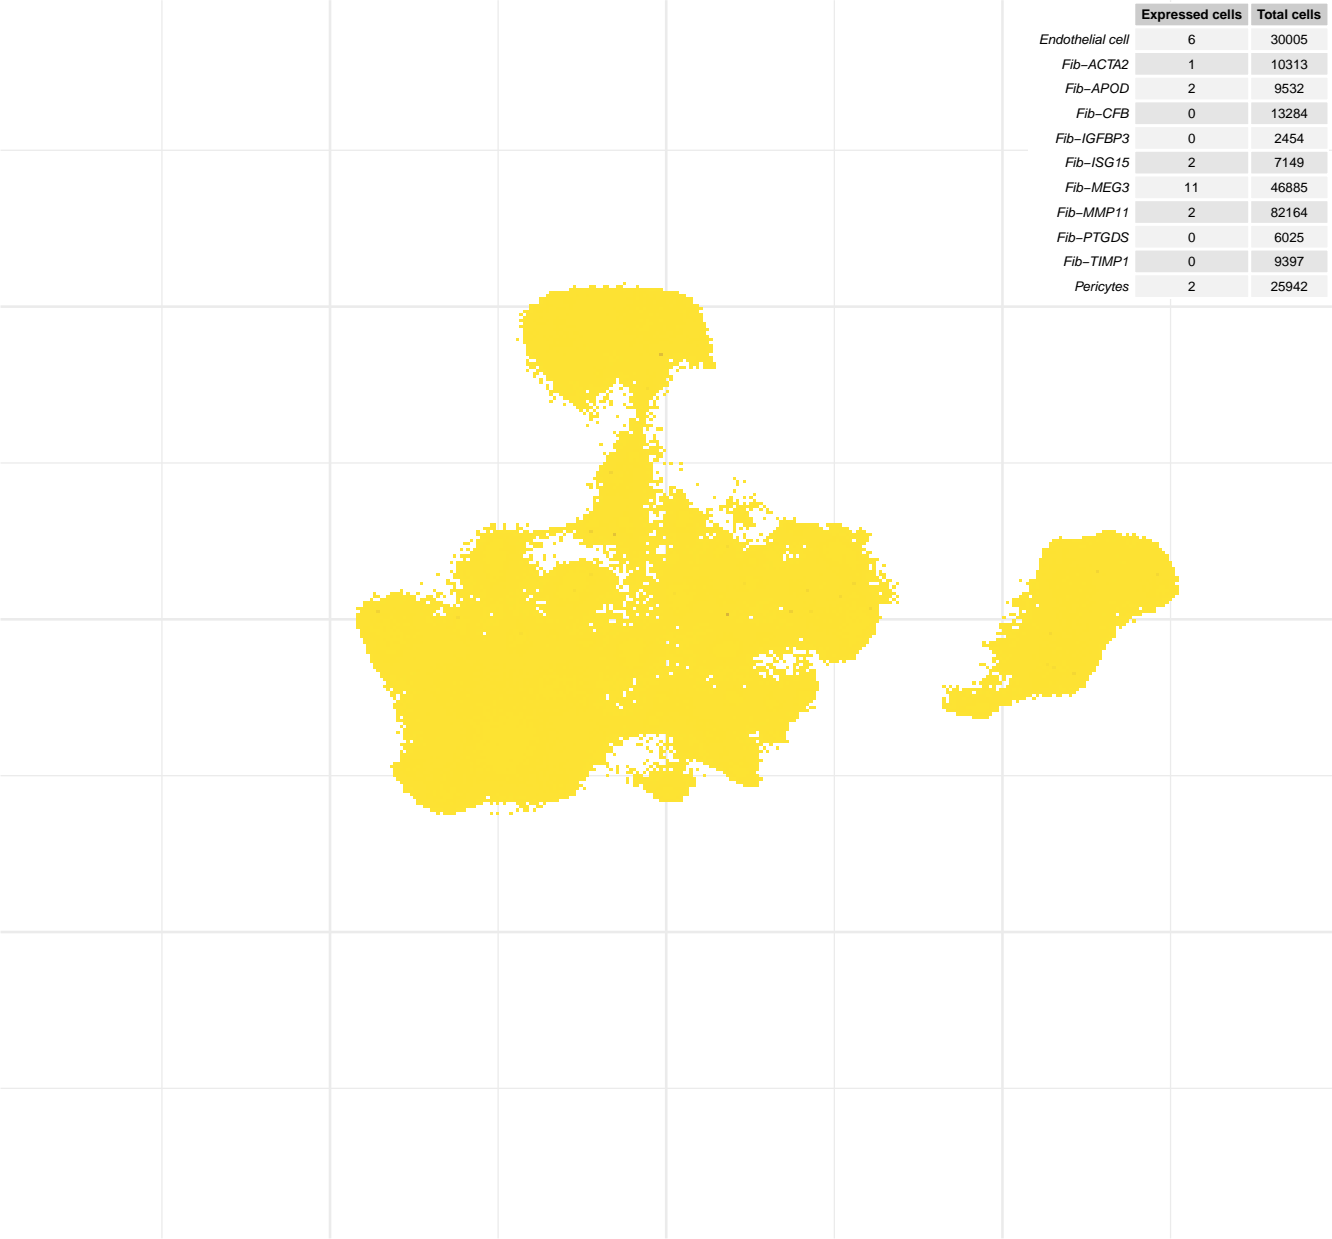 Expressed cells Total cells
Endothelial cell 6 30005
Fib−ACTA2 1 10313
Fib−APOD 2 9532
Fib−CFB 0 13284
Fib−IGFBP3 0 2454
Fib−ISG15 2 7149
Fib−MEG3 11 46885
Fib−MMP11 2 82164
Fib−PTGDS 0 6025
Fib−TIMP1 0 9397
Pericytes 2 25942